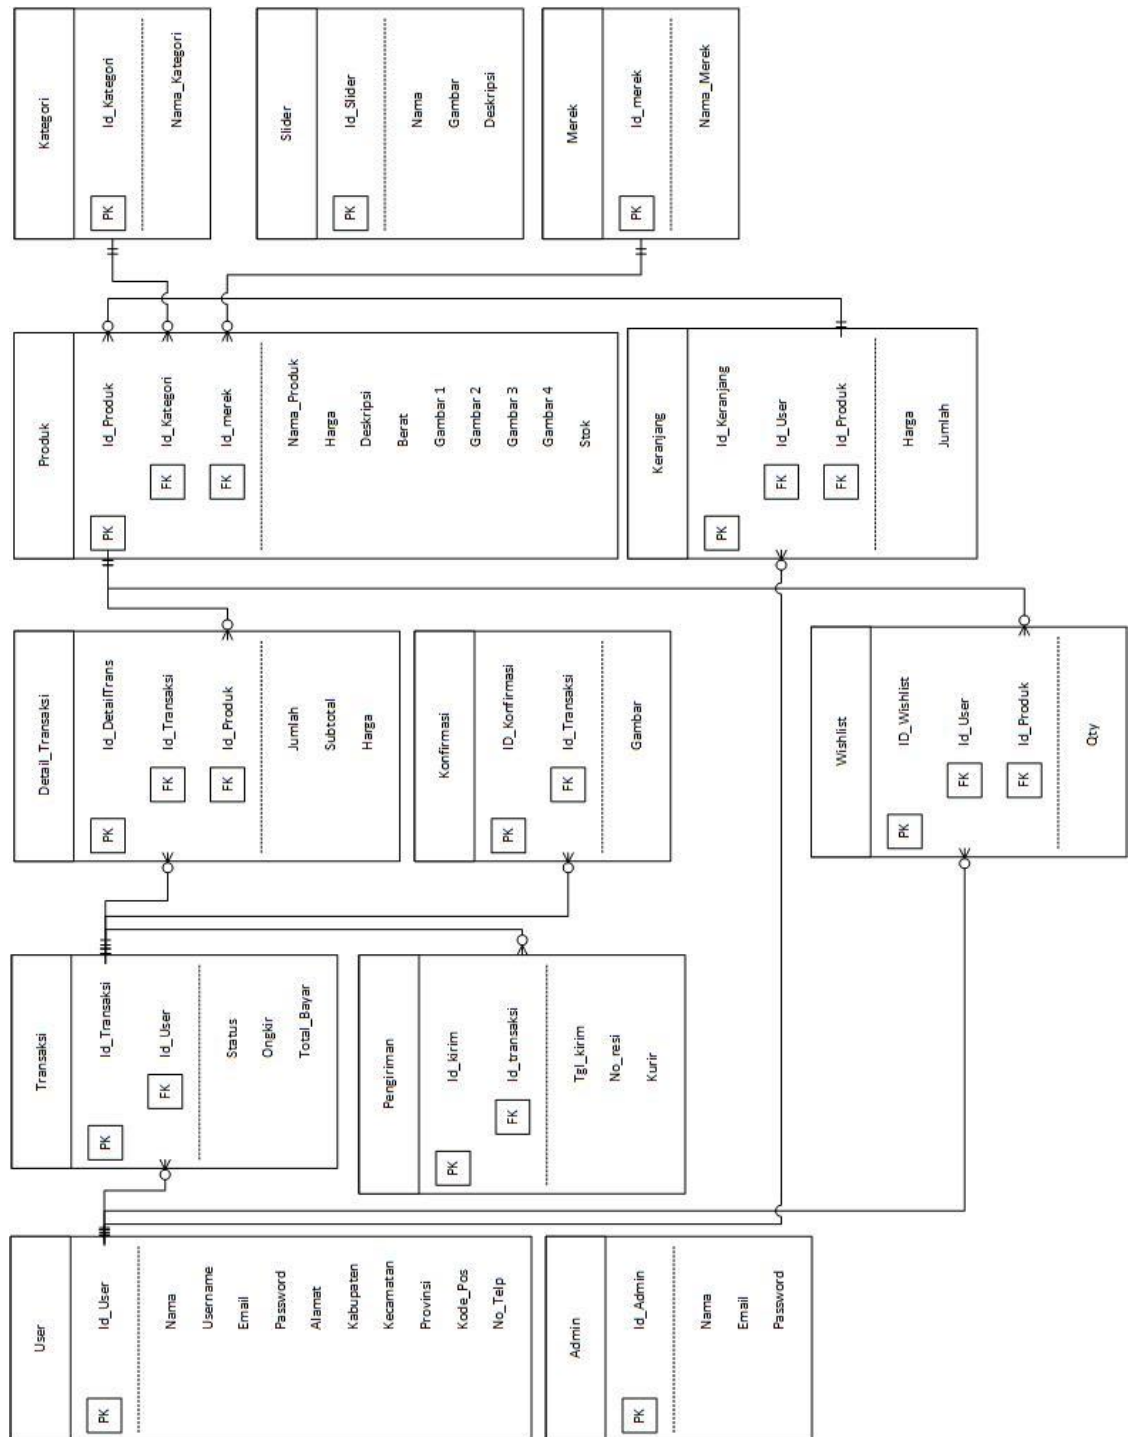 User
PK Id_User
Nama
Username
Email
Password
Alamat
Kabupaten
Kecamatan
Provinsi
Kode_Pos
No_Telp
Transaksi
PK Id_Transaksi
FK Id_User
Status
Ongkir
Total_Bayar
Detail_Transaksi
PK Id_DetailTrans
FK Id_Transaksi
FK Id_Produk
Jumlah
Subtotal
Harga
Produk
PK Id_Produk
FK Id_Kategori
FK Id_merek
Nama_Produk
Harga
Deskripsi
Berat
Gambar 1
Gambar 2
Gambar 3
Gambar 4
Stok
Kategori
PK Id_Kategori
Nama_Kategori
Slider
PK Id_Slider
Nama
Gambar
Deskripsi
Pengiriman
PK Id_kirim
FK Id_transaksi
Tgl_kirim
No_resi
Kurir
Konfirmasi
PK ID_Konfirmasi
FK Id_Transaksi
Gambar
Admin
PK Id_Admin
Nama
Email
Password
Merek
PK Id_merek
Nama_Merek
Keranjang
PK Id_Keranjang
FK Id_User
FK Id_Produk
Harga
Jumlah
Wishlist
PK ID_Wishlist
FK Id_User
FK Id_Produk
Qty